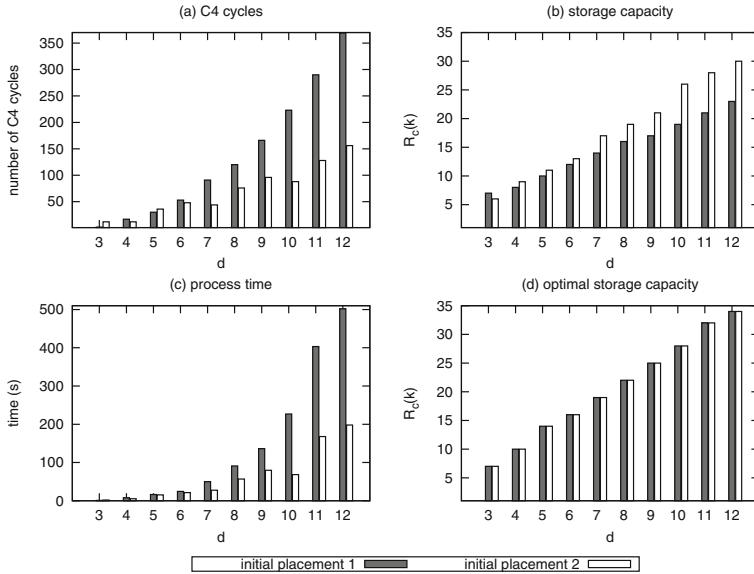 (a) C4 cycles
number of C4 cycles
350
300
250
200
150
100
50
3 4 5 6 7 8 9 10 11 12
d
(b) storage capacity
R_c(k)
35
30
25
20
15
10
5
3 4 5 6 7 8 9 10 11 12
d
(c) process time
time (s)
500
400
300
200
100
0
3 4 5 6 7 8 9 10 11 12
d
(d) optimal storage capacity
R_c(k)
35
30
25
20
15
10
5
3 4 5 6 7 8 9 10 11 12
d
initial placement 1 initial placement 2